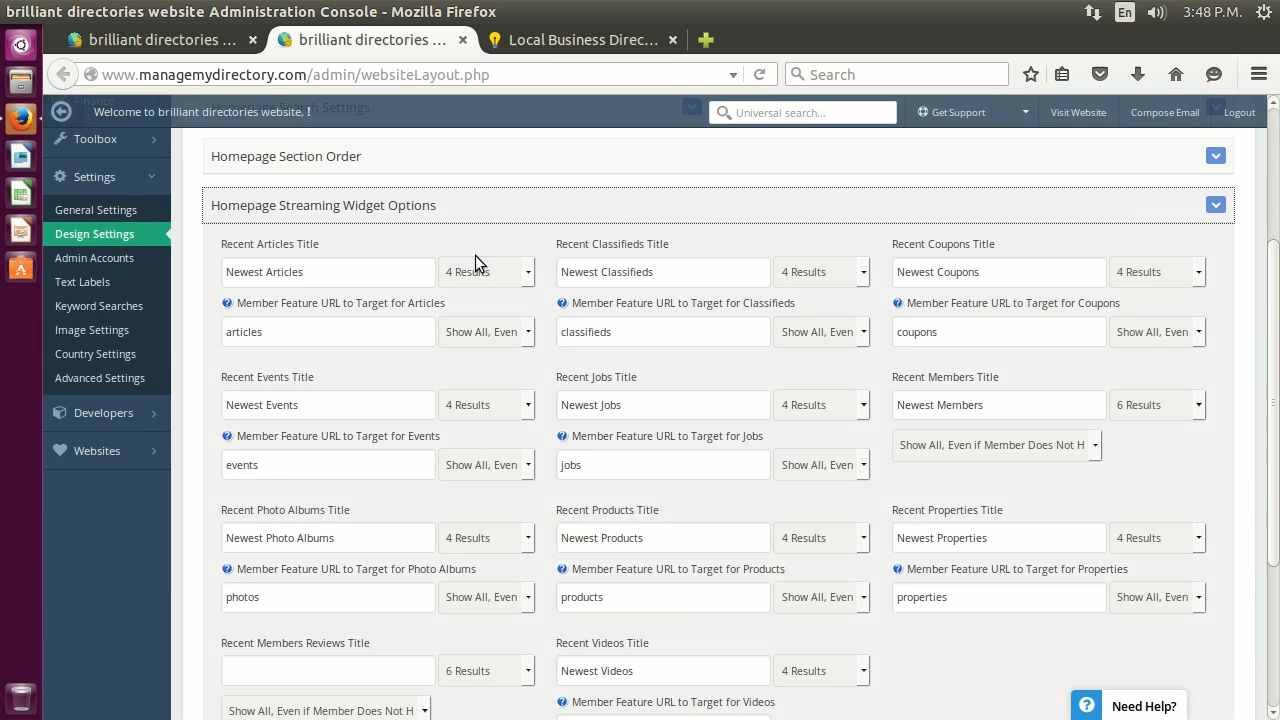 brilliant directories website Administration Console - Mozilla Firefox
En
3:48 P.M.
brilliant directories ...
brilliant directories ...
Local Business Direc...
www.managemydirectory.com/admin/websiteLayout.php
Search
Finance
Homepage Search Settings
Welcome to brilliant directories website, !
Universal search...
Get Support
Visit Website
Compose Email
Logout
Toolbox
Settings
General Settings
Design Settings
Admin Accounts
Text Labels
Keyword Searches
Image Settings
Country Settings
Advanced Settings
Developers
Websites
Homepage Section Order
Homepage Streaming Widget Options
Recent Articles Title
Recent Classifieds Title
Recent Coupons Title
Newest Articles
4 Results
Newest Classifieds
4 Results
Newest Coupons
4 Results
Member Feature URL to Target for Articles
Member Feature URL to Target for Classifieds
Member Feature URL to Target for Coupons
articles
Show All, Even
classifieds
Show All, Even
coupons
Show All, Even
Recent Events Title
Recent Jobs Title
Recent Members Title
Newest Events
4 Results
Newest Jobs
4 Results
Newest Members
6 Results
Member Feature URL to Target for Events
Member Feature URL to Target for Jobs
Show All, Even if Member Does Not H
events
Show All, Even
jobs
Show All, Even
Recent Photo Albums Title
Recent Products Title
Recent Properties Title
Newest Photo Albums
4 Results
Newest Products
4 Results
Newest Properties
4 Results
Member Feature URL to Target for Photo Albums
Member Feature URL to Target for Products
Member Feature URL to Target for Properties
photos
Show All, Even
products
Show All, Even
properties
Show All, Even
Recent Members Reviews Title
Recent Videos Title
6 Results
Newest Videos
4 Results
Show All, Even if Member Does Not H
Member Feature URL to Target for Videos
Need Help?